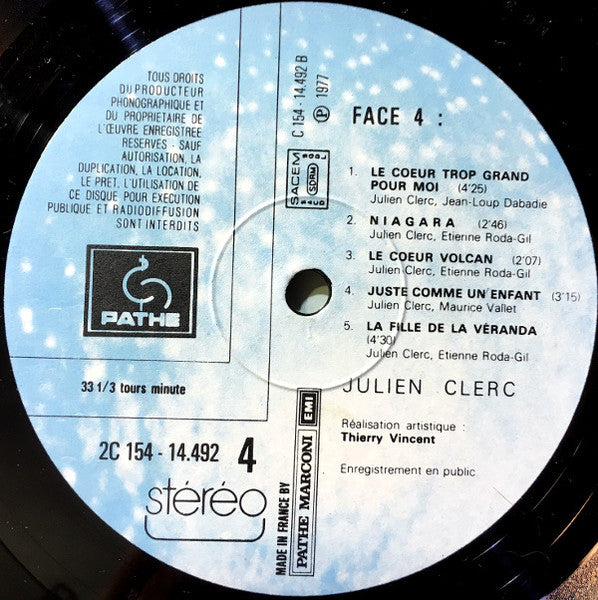 TOUS DROITS
DU PRODUCTEUR
PHONOGRAPHIQUE ET
DU PROPRIETAIRE DE
L'ŒUVRE ENREGISTREE
RESERVES - SAUF
AUTORISATION, LA
DUPLICATION, LA LOCATION,
LE PRET, L'UTILISATION DE
CE DISQUE POUR EXECUTION
PUBLIQUE ET RADIODIFFUSION
SONT INTERDITS
PATHE
33 1/3 tours minute
2C 154 - 14.492 4
stéréo
C 154 - 14.492 B
Ⓟ 1977
SACEM
SDRM
FACE 4 :
1. LE COEUR TROP GRAND
POUR MOI (4'25)
Julien Clerc, Jean-Loup Dabadie
2. NIAGARA (2'46)
Julien Clerc, Etienne Roda-Gil
3. LE COEUR VOLCAN (2'07)
Julien Clerc, Etienne Roda-Gil
4. JUSTE COMME UN ENFANT (3'15)
Julien Clerc, Maurice Vallet
5. LA FILLE DE LA VÉRANDA
(4'30)
Julien Clerc, Etienne Roda-Gil
JULIEN CLERC
Réalisation artistique :
Thierry Vincent
Enregistrement en public
MADE IN FRANCE BY
PATHE MARCONI EMI